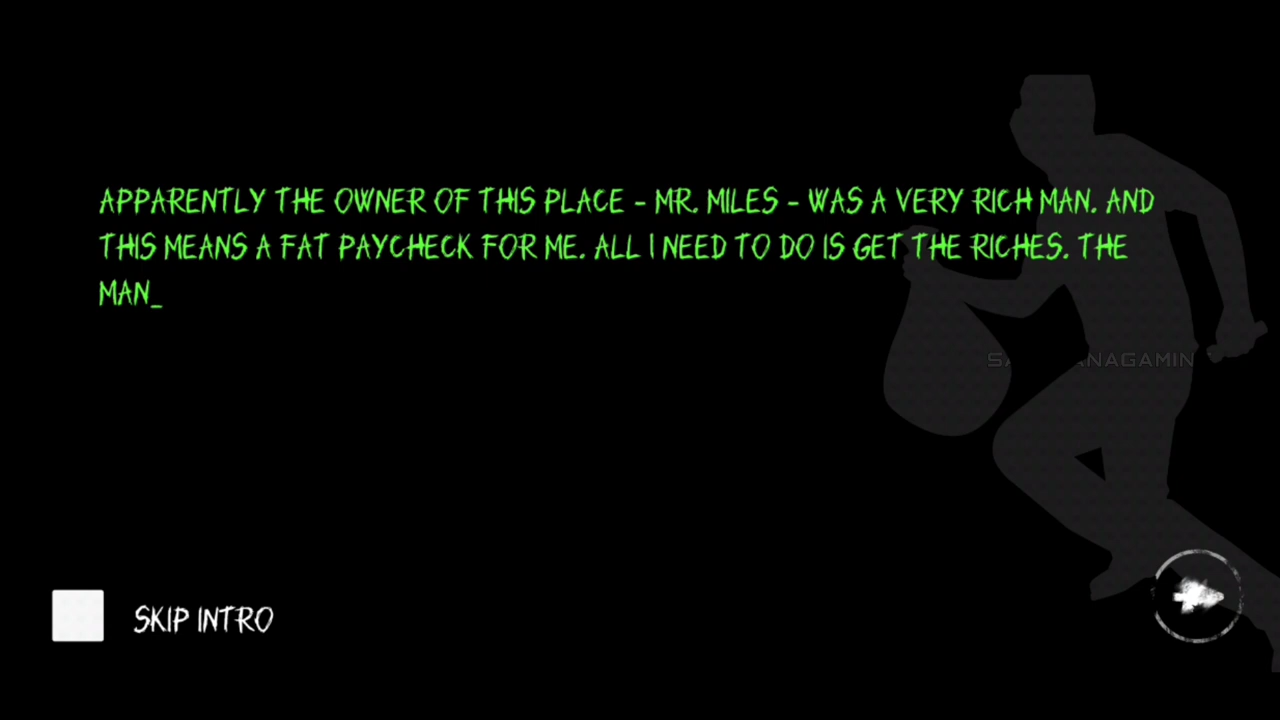 APPARENTLY THE OWNER OF THIS PLACE - MR. MILES - WAS A VERY RICH MAN. AND
THIS MEANS A FAT PAYCHECK FOR ME. ALL I NEED TO DO IS GET THE RICHES. THE
MAN_
SKIP INTRO